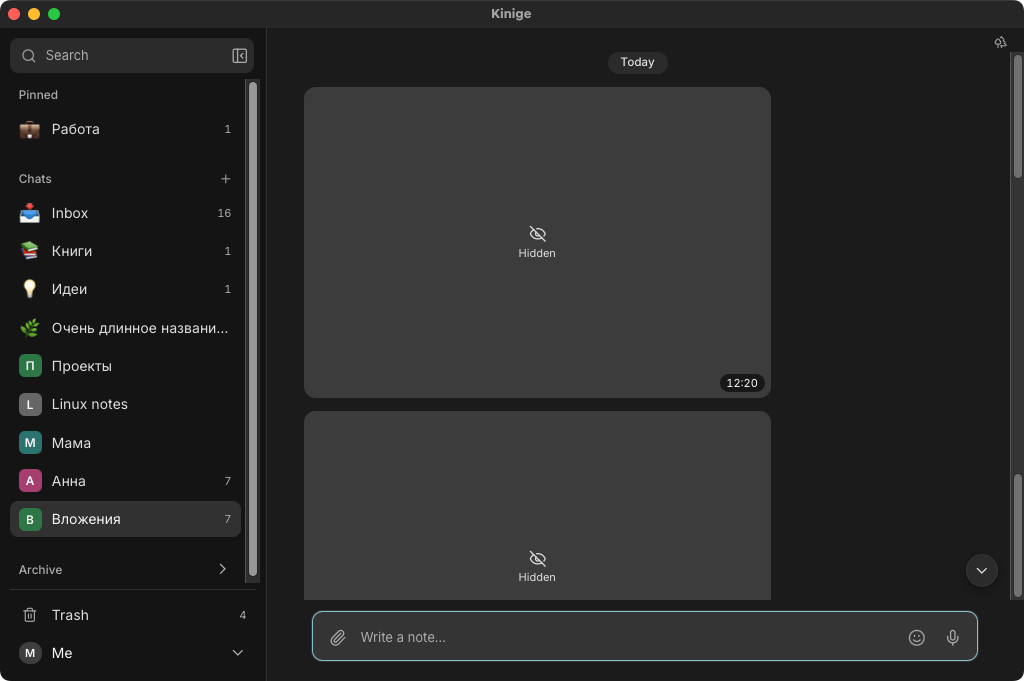 Kinige
Search
Pinned
Работа 1
Chats
Inbox 16
Книги 1
Идеи 1
Очень длинное названи...
П Проекты
L Linux notes
М Мама
А Анна 7
В Вложения 7
Archive
Trash 4
M Me
Today
Hidden
12:20
Hidden
Write a note...